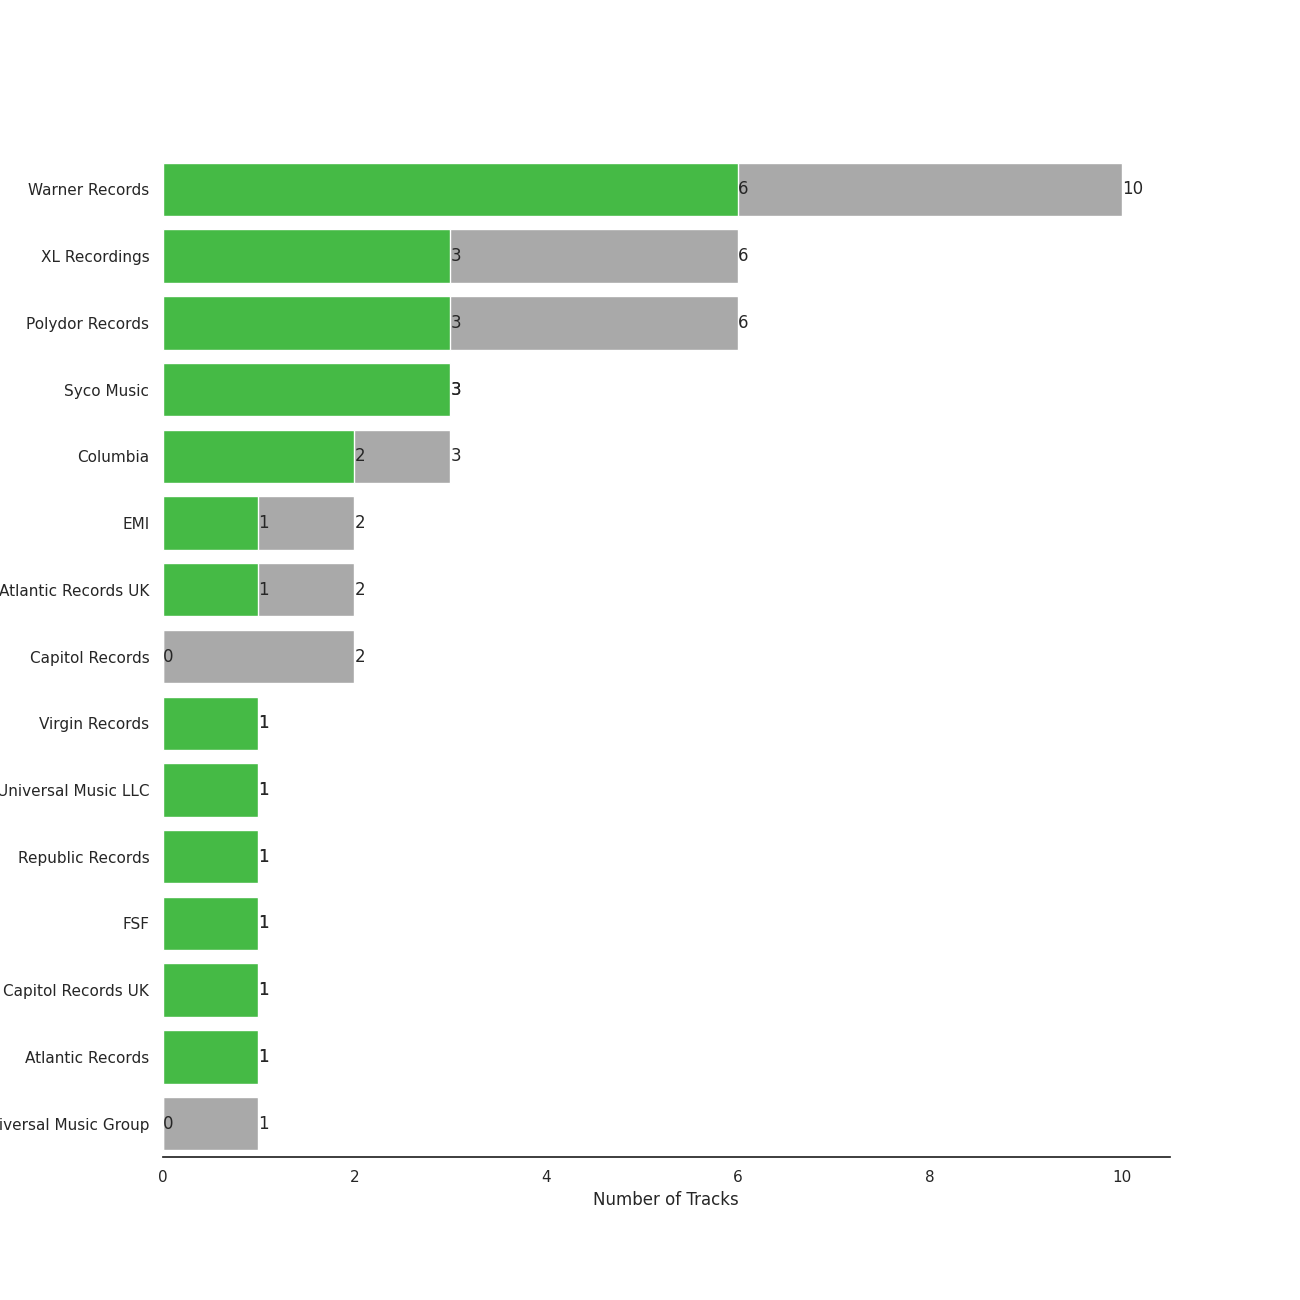 Warner Records 6 10
XL Recordings 3 6
Polydor Records 3 6
Syco Music 3
Columbia 2 3
EMI 1 2
Atlantic Records UK 1 2
Capitol Records 0 2
Virgin Records 1
Universal Music LLC 1
Republic Records 1
FSF 1
Capitol Records UK 1
Atlantic Records 1
iversal Music Group 0 1
0 2 4 6 8 10
Number of Tracks